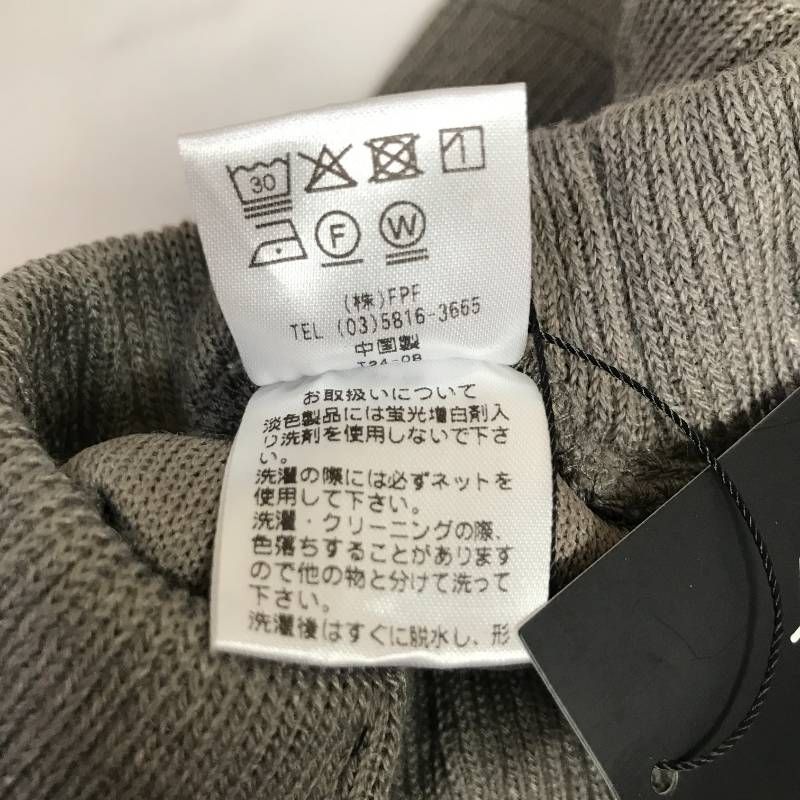 30
F W
(株)FPF
TEL (03)5816-3665
中国製
T24-0B
お取扱いについて
淡色製品には蛍光増白剤入
り洗剤を使用しないで下さ
い。
洗濯の際には必ずネットを
使用して下さい。
洗濯・クリーニングの際、
色落ちすることがあります
ので他の物と分けて洗って
下さい。
洗濯後はすぐに脱水し、形